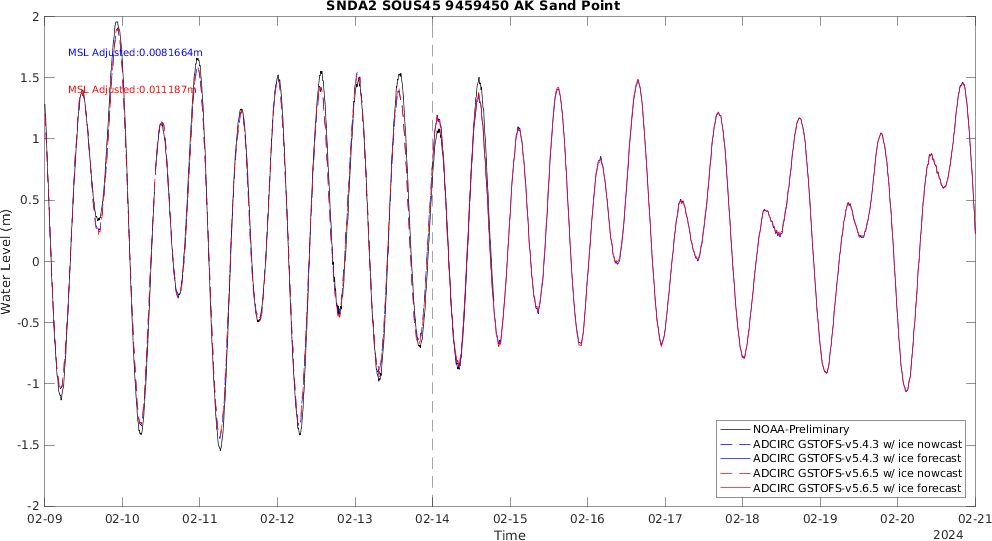 SNDA2 SOUS45 9459450 AK Sand Point
MSL Adjusted:0.0081664m
MSL Adjusted:0.011187m
Water Level (m)
2
1.5
1
0.5
0
-0.5
-1
-1.5
-2
NOAA-Preliminary
ADCIRC GSTOFS-v5.4.3 w/ ice nowcast
ADCIRC GSTOFS-v5.4.3 w/ ice forecast
ADCIRC GSTOFS-v5.6.5 w/ ice nowcast
ADCIRC GSTOFS-v5.6.5 w/ ice forecast
02-09 02-10 02-11 02-12 02-13 02-14 02-15 02-16 02-17 02-18 02-19 02-20 02-21
Time
2024